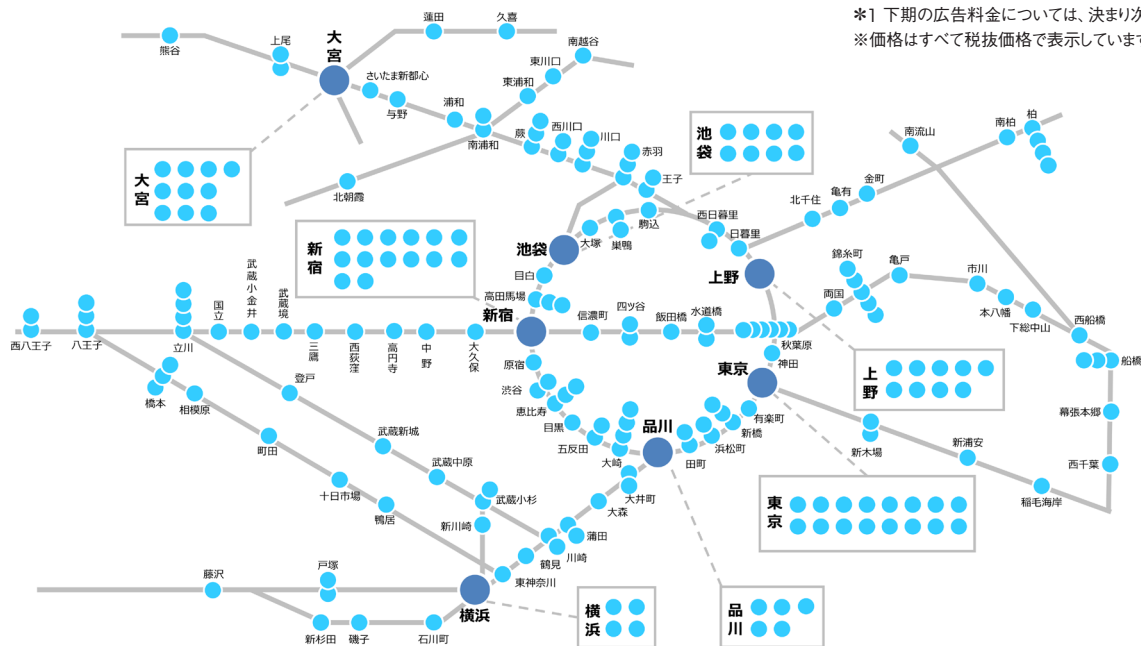 *1 下期の広告料金については、決まり次
※価格はすべて税抜価格で表示しています
熊谷
上尾
大宮
蓮田
久喜
さいたま新都心
与野
浦和
南浦和
東浦和
東川口
南越谷
北朝霞
蕨
西川口
川口
赤羽
王子
池袋
大宮
新宿
池袋
大塚
巣鴨
駒込
西日暮里
日暮里
上野
北千住
亀有
金町
南流山
南柏
柏
目白
高田馬場
新宿
西八王子
八王子
立川
国立
武蔵小金井
武蔵境
三鷹
西荻窪
高円寺
中野
大久保
信濃町
四ツ谷
飯田橋
水道橋
秋葉原
両国
錦糸町
亀戸
市川
本八幡
下総中山
西船橋
船橋
幕張本郷
西千葉
神田
東京
有楽町
新橋
浜松町
田町
品川
原宿
渋谷
恵比寿
目黒
五反田
大崎
大井町
大森
蒲田
川崎
鶴見
東神奈川
横浜
橋本
相模原
町田
十日市場
鴨居
登戸
武蔵新城
武蔵中原
武蔵小杉
新川崎
上野
新木場
新浦安
稲毛海岸
東京
藤沢
戸塚
新杉田
磯子
石川町
横浜
品川